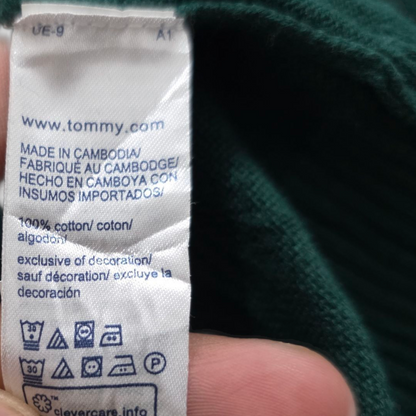 UE-9 A1
www.tommy.com
MADE IN CAMBODIA/
FABRIQUÉ AU CAMBODGE/
HECHO EN CAMBOYA CON
INSUMOS IMPORTADOS/
100% cotton/ coton/
algodon/
exclusive of decoration/
sauf décoration/ excluye la
decoración
30
30 P
clevercare.info